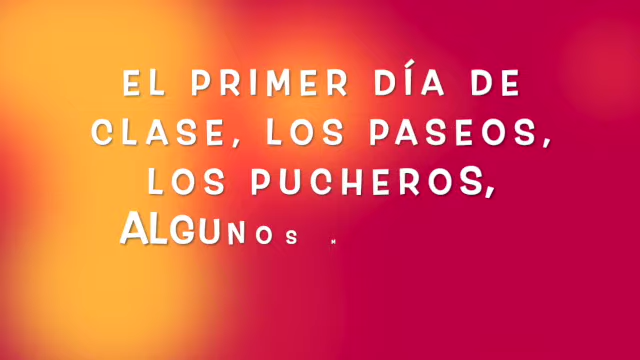 EL PRIMER DÍA DE
CLASE, LOS PASEOS,
LOS PUCHEROS,
ALGUNOS